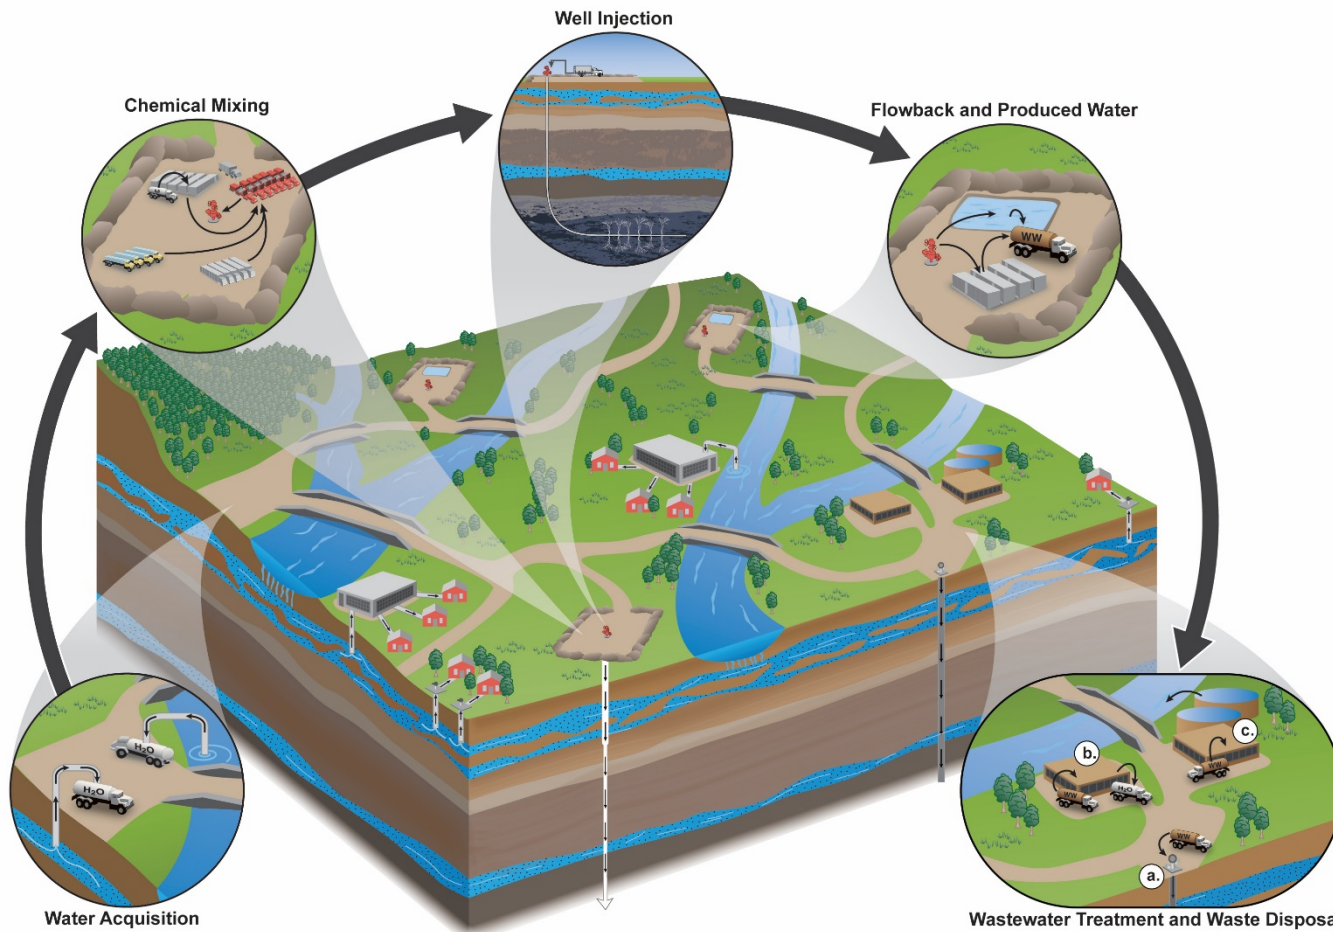 Well Injection
Chemical Mixing
Flowback and Produced Water
WW
H₂O
H₂O
b.
c.
WW
WW
H₂O
WW
a.
Water Acquisition
Wastewater Treatment and Waste Disposa